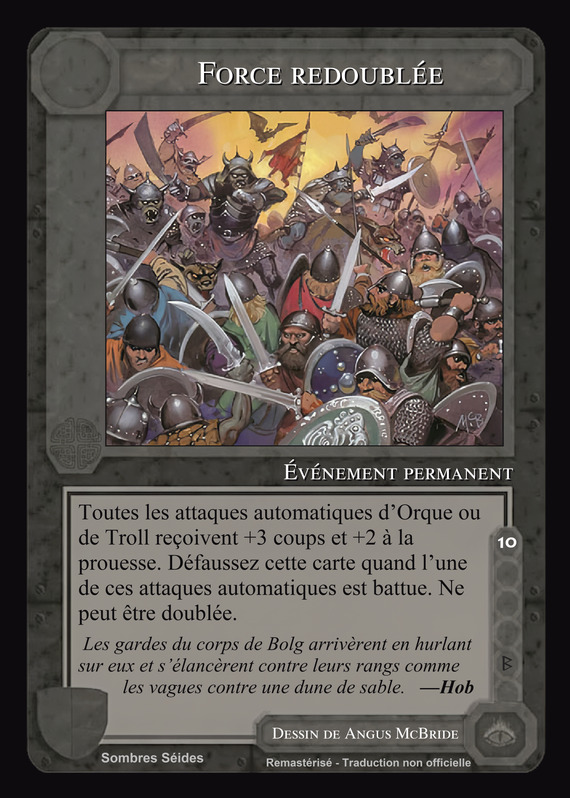 FORCE REDOUBLÉE
McB
ÉVÉNEMENT PERMANENT
Toutes les attaques automatiques d’Orque ou
de Troll reçoivent +3 coups et +2 à la
prouesse. Défaussez cette carte quand l’une
de ces attaques automatiques est battue. Ne
peut être doublée.
10
Les gardes du corps de Bolg arrivèrent en hurlant
sur eux et s’élancèrent contre leurs rangs comme
les vagues contre une dune de sable. —Hob
ᛒ
DESSIN DE ANGUS MCBRIDE
Sombres Séides
Remastérisé - Traduction non officielle